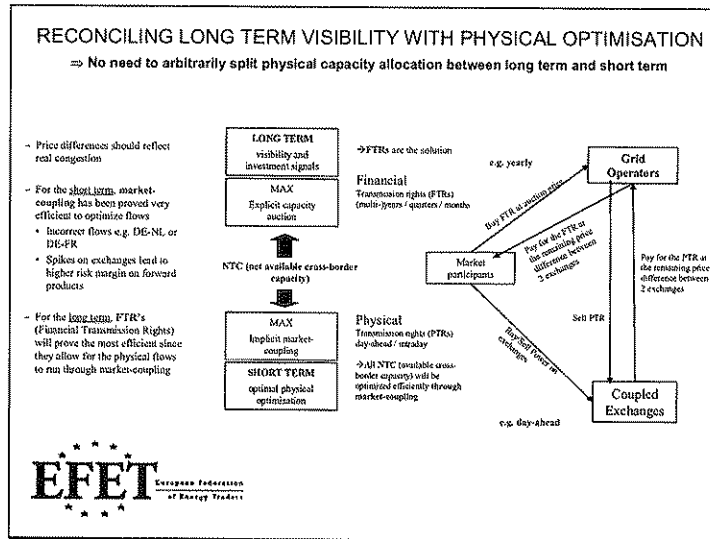 RECONCILING LONG TERM VISIBILITY WITH PHYSICAL OPTIMISATION
⇒ No need to arbitrarily split physical capacity allocation between long term and short term
– Price differences should reflect
real congestion
– For the short term, market-
coupling has been proved very
efficient to optimize flows
• Incorrect flows e.g. DE-NL or
DE-FR
• Spikes on exchanges lead to
higher risk margin on forward
products
– For the long term, FTR's
(Financial Transmission Rights)
will prove the most efficient since
they allow for the physical flows
to run through market-coupling
LONG TERM
visibility and
investment signals
MAX
Explicit capacity
auction
NTC (net available cross-border
capacity)
MAX
Implicit market-
coupling
SHORT TERM
optimal physical
optimisation
→FTRs are the solution
Financial
Transmission rights (FTRs)
(multi-)years / quarters / months
Physical
Transmission rights (PTRs)
day-ahead / intraday
→All NTC (available cross-
border capacity) will be
optimized efficiently through
market-coupling
e.g. yearly
Grid
Operators
Buy FTR at auction price
Pay for the FTR at
the remaining price
difference between
2 exchanges
Market
participants
Pay for the PTR at
the remaining price
difference between
2 exchanges
Sell PTR
Buy/Sell Power on
exchanges
Coupled
Exchanges
e.g. day-ahead
EFET
European Federation
of Energy Traders